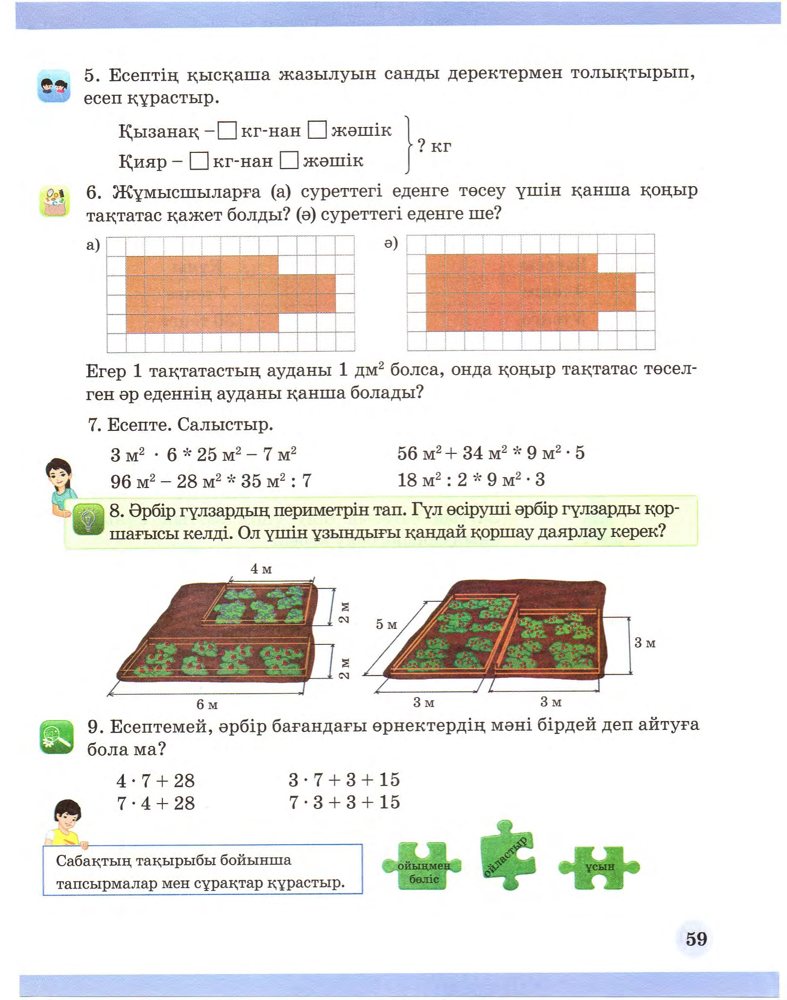 5. Есептің қысқаша жазылуын санды деректермен толықтырып,
есеп құрастыр.
Қызанақ – □ кг-нан □ жәшік
? кг
Қияр – □ кг-нан □ жәшік
6. Жұмысшыларға (а) суреттегі еденге төсеу үшін қанша қоңыр
тақтатас қажет болды? (ә) суреттегі еденге ше?
а)
ә)
Егер 1 тақтатастың ауданы 1 дм² болса, онда қоңыр тақтатас төсел-
ген әр еденнің ауданы қанша болады?
7. Есепте. Салыстыр.
3 м² · 6 * 25 м² – 7 м²
56 м² + 34 м² * 9 м² · 5
96 м² – 28 м² * 35 м² : 7
18 м² : 2 * 9 м² · 3
8. Әрбір гүлзардың периметрін тап. Гүл өсіруші әрбір гүлзарды қор-
шағысы келді. Ол үшін ұзындығы қандай қоршау даярлау керек?
4 м
2 м
2 м
6 м
5 м
3 м
3 м
3 м
9. Есептемей, әрбір бағандағы өрнектердің мәні бірдей деп айтуға
бола ма?
4 · 7 + 28
3 · 7 + 3 + 15
7 · 4 + 28
7 · 3 + 3 + 15
Сабақтың тақырыбы бойынша
тапсырмалар мен сұрақтар құрастыр.
ойыңмен
бөліс
ойластыр
ұсын
59